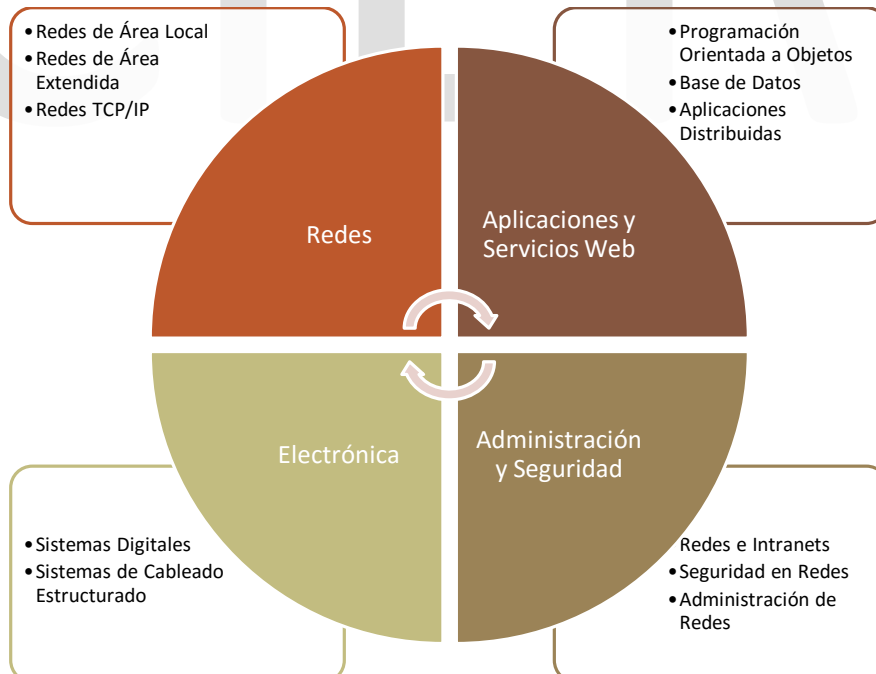 •Redes de Área Local
•Redes de Área
Extendida
•Redes TCP/IP
•Programación
Orientada a Objetos
•Base de Datos
•Aplicaciones
Distribuidas
Redes
Aplicaciones y
Servicios Web
Electrónica
Administración
y Seguridad
•Sistemas Digitales
•Sistemas de Cableado
Estructurado
Redes e Intranets
•Seguridad en Redes
•Administración de
Redes